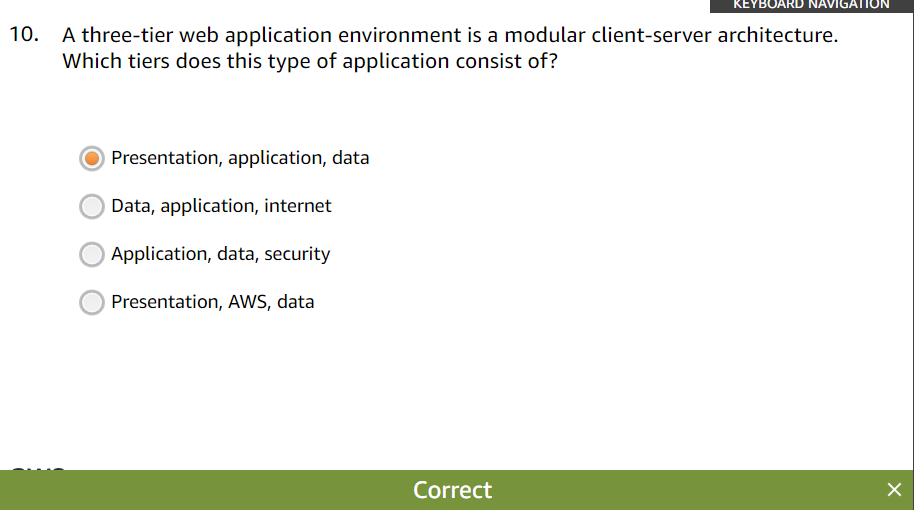 KEYBOARD NAVIGATION
10. A three-tier web application environment is a modular client-server architecture.
Which tiers does this type of application consist of?
Presentation, application, data
Data, application, internet
Application, data, security
Presentation, AWS, data
Correct